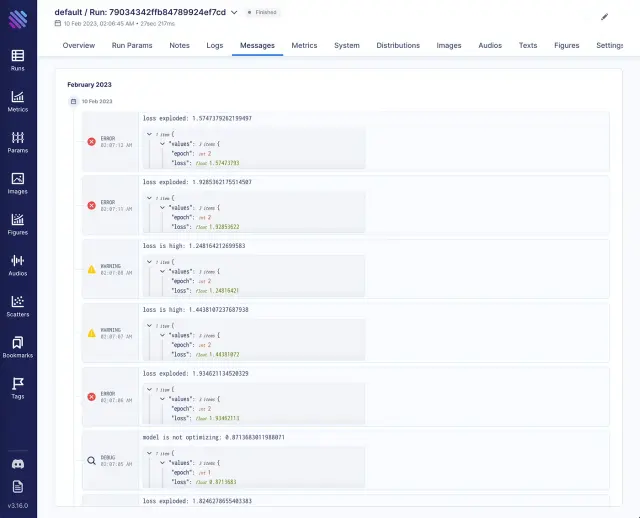 default / Run: 79034342ffb84789924ef7cd
Finished
10 Feb 2023, 02:06:45 AM • 27sec 217ms
Overview Run Params Notes Logs Messages Metrics System Distributions Images Audios Texts Figures Settings
Runs
Metrics
Params
Images
Figures
Audios
Scatters
Bookmarks
Tags
v3.16.0
February 2023
10 Feb 2023
ERROR
02:07:12 AM
loss exploded: 1.5747379262199497
1 item {
"values": 3 items {
"epoch": int 2
"loss": float 1.57473793
ERROR
02:07:11 AM
loss exploded: 1.9285362175514507
1 item {
"values": 3 items {
"epoch": int 2
"loss": float 1.92853622
WARNING
02:07:08 AM
loss is high: 1.248164212699583
1 item {
"values": 3 items {
"epoch": int 2
"loss": float 1.24816421
WARNING
02:07:07 AM
loss is high: 1.4438107237687938
1 item {
"values": 3 items {
"epoch": int 2
"loss": float 1.44381072
ERROR
02:07:06 AM
loss exploded: 1.934621134520329
1 item {
"values": 3 items {
"epoch": int 2
"loss": float 1.93462113
DEBUG
02:07:05 AM
model is not optimizing: 0.8713683011988071
1 item {
"values": 3 items {
"epoch": int 1
"loss": float 0.8713683
loss exploded: 1.8246278655403383